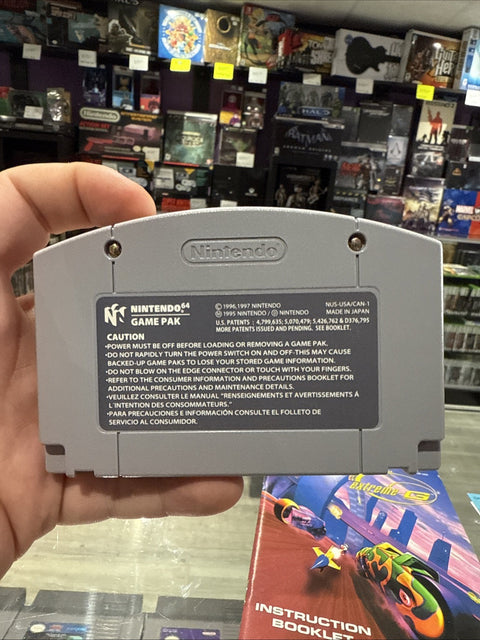 BATMAN
HALO
Nintendo
NINTENDO64
GAME PAK
©1996,1997 NINTENDO
Ⓜ1995 NINTENDO / Ⓓ NINTENDO
U.S. PATENTS : 4,799,635; 5,070,479; 5,426,762 & D376,795
MORE PATENTS ISSUED AND PENDING. SEE BOOKLET.
NUS-USA/CAN-1
MADE IN JAPAN
CAUTION
•POWER MUST BE OFF BEFORE LOADING OR REMOVING A GAME PAK.
•DO NOT RAPIDLY TURN THE POWER SWITCH ON AND OFF-THIS MAY CAUSE
BACKED-UP GAME PAKS TO LOSE YOUR STORED GAME INFORMATION.
•DO NOT BLOW ON THE EDGE CONNECTOR OR TOUCH WITH YOUR FINGERS.
•REFER TO THE CONSUMER INFORMATION AND PRECAUTIONS BOOKLET FOR
ADDITIONAL PRECAUTIONS AND MAINTENANCE DETAILS.
•VEUILLEZ CONSULTER LE MANUAL "RENSEIGNEMENTS ET AVERTISSEMENTS À
L'INTENTION DES CONSOMMATEURS."
•PARA PRECAUCIONES E INFORMACIÓN CONSULTE EL FOLLETO DE
SERVICIO AL CONSUMIDOR.
extreme-G
INSTRUCTION
BOOKLET